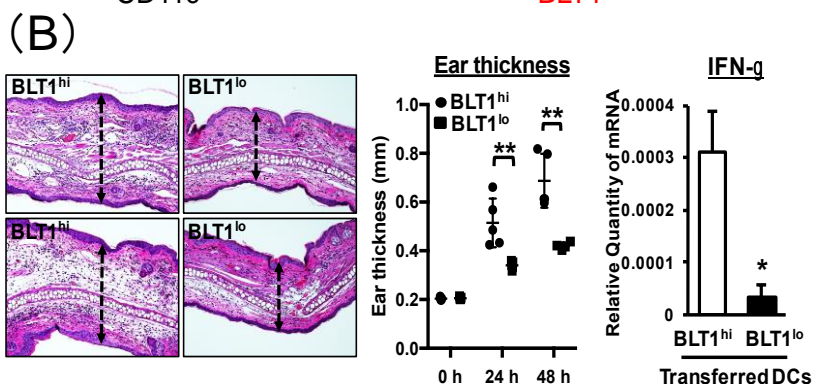 (B)
BLT1hi
BLT1lo
BLT1hi
BLT1lo
Ear thickness
BLT1hi
BLT1lo
**
**
Ear thickness (mm)
1.0
0.8
0.6
0.4
0.2
0.0
0 h
24 h
48 h
IFN-g
Relative Quantity of mRNA
0.0004
0.0003
0.0002
0.0001
0
*
BLT1hi
BLT1lo
Transferred DCs